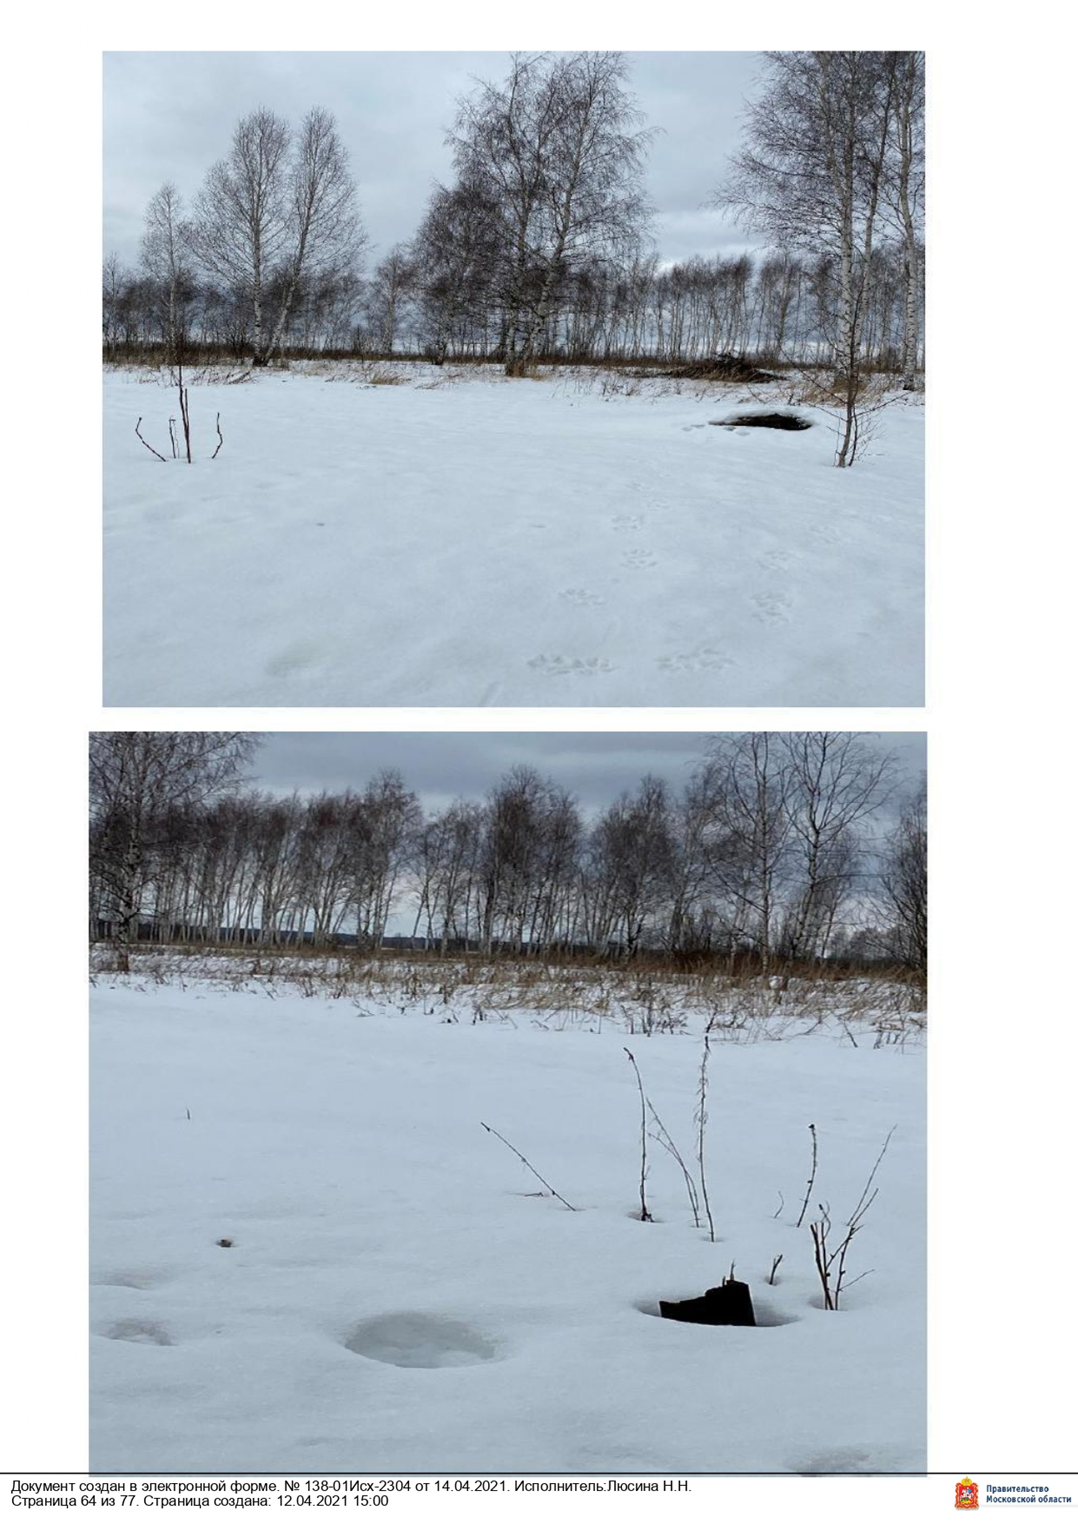 Документ создан в электронной форме. № 138-01Исх-2304 от 14.04.2021. Исполнитель:Люсина Н.Н.
Страница 64 из 77. Страница создана: 12.04.2021 15:00
Правительство
Московской области